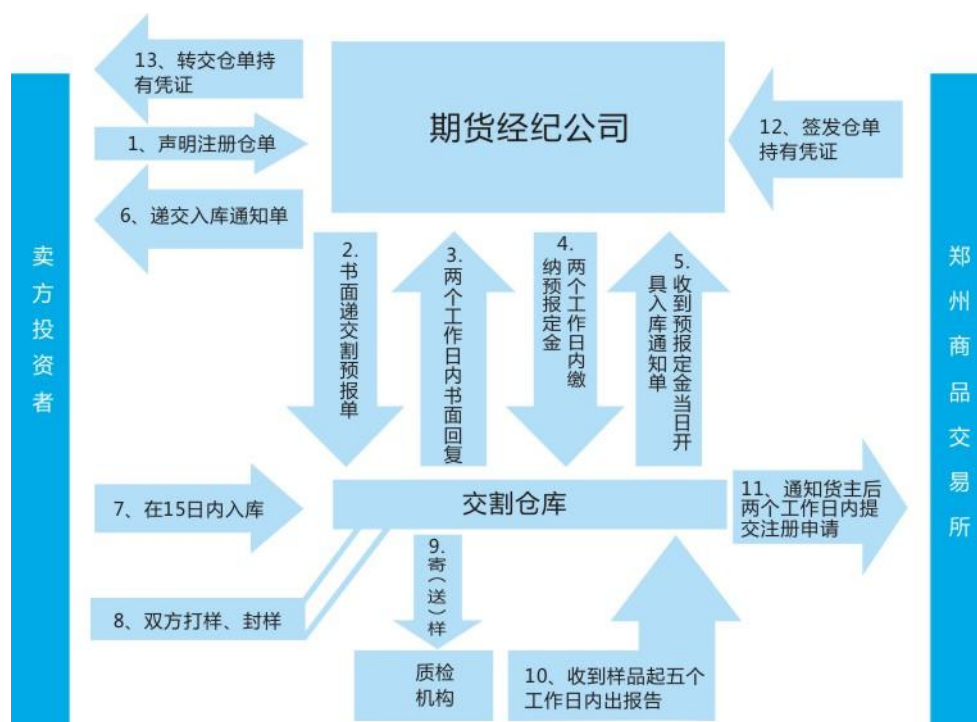 13、转交仓单持
有凭证
期货经纪公司
1、声明注册仓单
12、签发仓单
持有凭证
6、递交入库通知单
卖方投资者
郑州商品交易所
2.书面递交割预报单
3.两个工作日内书面回复
4.两个工作日内缴
纳预报定金
5.收到预报定金当日开
具入库通知单
7、在15日内入库
交割仓库
11、通知货主后
两个工作日内提
交注册申请
8、双方打样、封样
9.寄(送)样
质检
机构
10、收到样品起五个
工作日内出报告